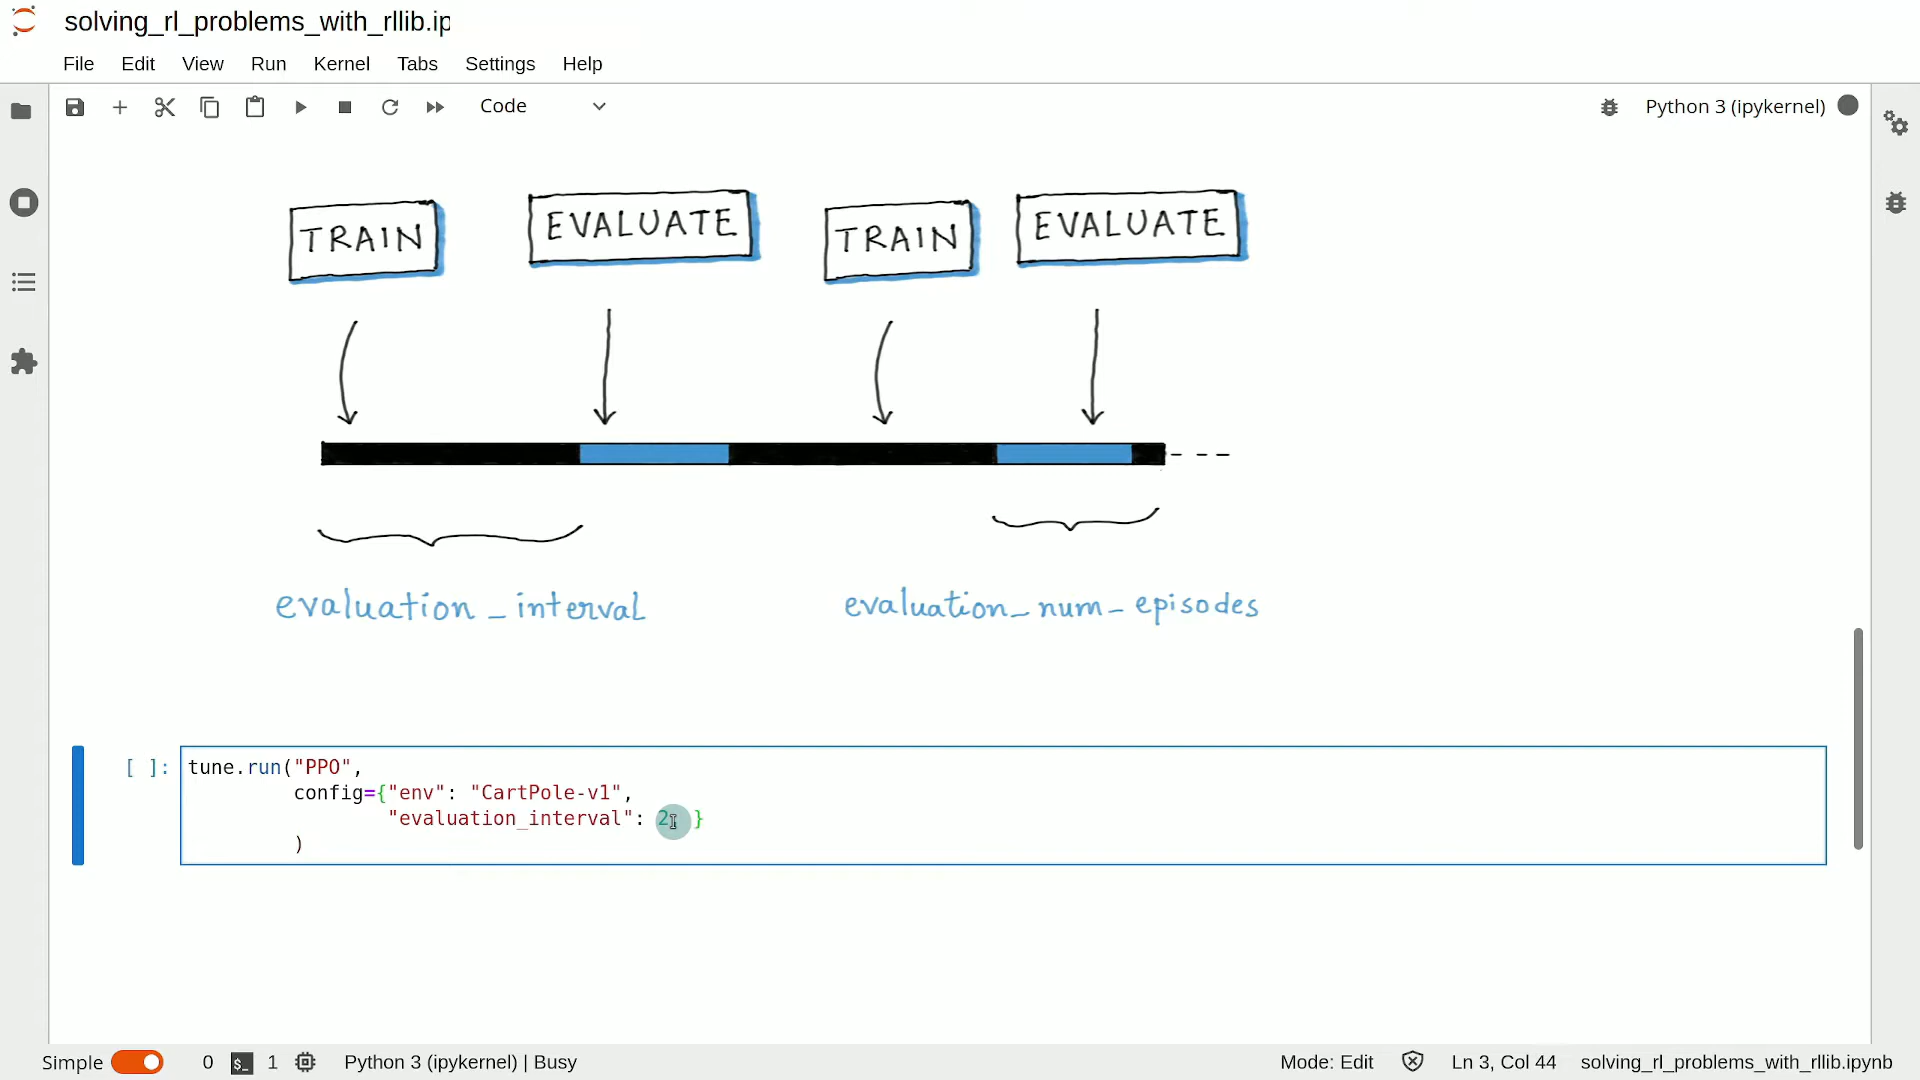 solving_rl_problems_with_rllib.ip
File Edit View Run Kernel Tabs Settings Help
Code
Python 3 (ipykernel)
TRAIN EVALUATE TRAIN EVALUATE
evaluation_interval evaluation_num_episodes
[ ]: tune.run("PPO",
config={"env": "CartPole-v1",
"evaluation_interval": 2 }
)
Simple 0 $_ 1 Python 3 (ipykernel) | Busy Mode: Edit Ln 3, Col 44 solving_rl_problems_with_rllib.ipynb